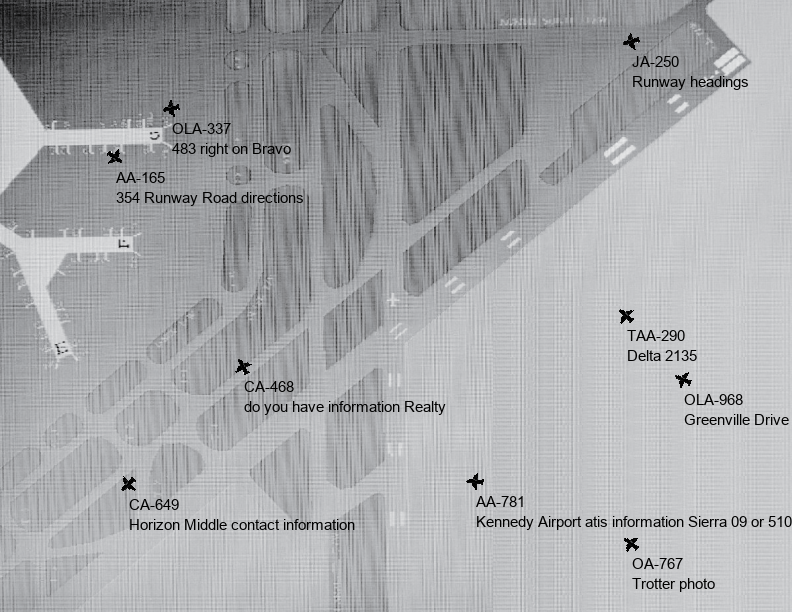 JA-250
Runway headings
OLA-337
483 right on Bravo
AA-165
354 Runway Road directions
TAA-290
Delta 2135
CA-468
do you have information Realty
OLA-968
Greenville Drive
CA-649
Horizon Middle contact information
AA-781
Kennedy Airport atis information Sierra 09 or 510
OA-767
Trotter photo